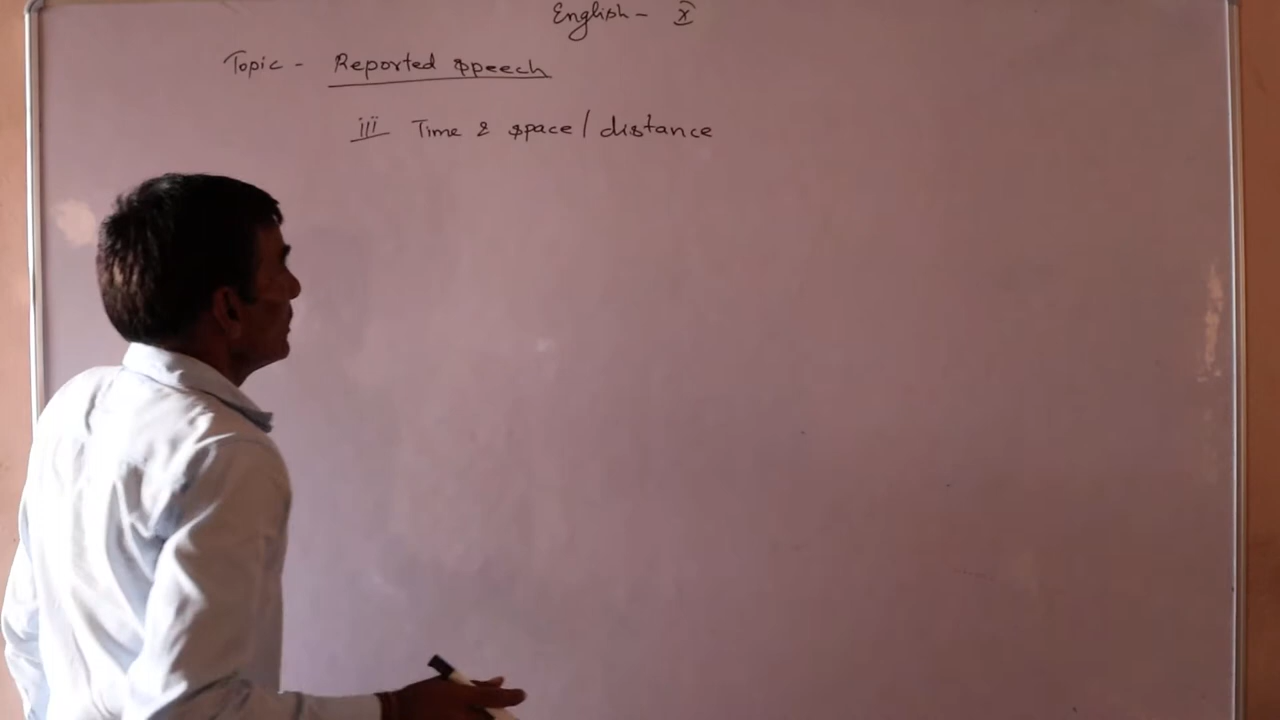 English - X
Topic - Reported speech
iii Time & space / distance